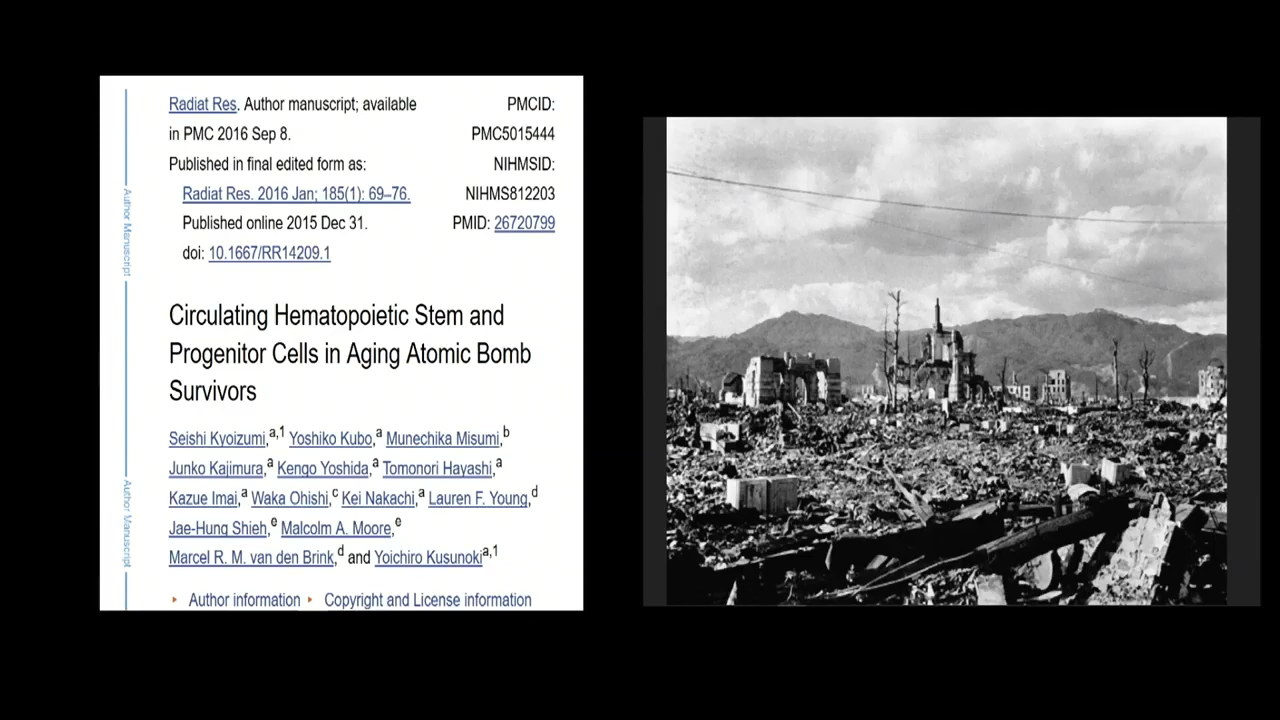 Radiat Res. Author manuscript; available
in PMC 2016 Sep 8.
Published in final edited form as:
Radiat Res. 2016 Jan; 185(1): 69–76.
Published online 2015 Dec 31.
doi: 10.1667/RR14209.1
PMCID:
PMC5015444
NIHMSID:
NIHMS812203
PMID: 26720799
Circulating Hematopoietic Stem and
Progenitor Cells in Aging Atomic Bomb
Survivors
Seishi Kyoizumi,a,1 Yoshiko Kubo,a Munechika Misumi,b
Junko Kajimura,a Kengo Yoshida,a Tomonori Hayashi,a
Kazue Imai,a Waka Ohishi,c Kei Nakachi,a Lauren F. Young,d
Jae-Hung Shieh,e Malcolm A. Moore,e
Marcel R. M. van den Brink,d and Yoichiro Kusunokia,1
▸ Author information ▸ Copyright and License information
Author Manuscript
Author Manuscript